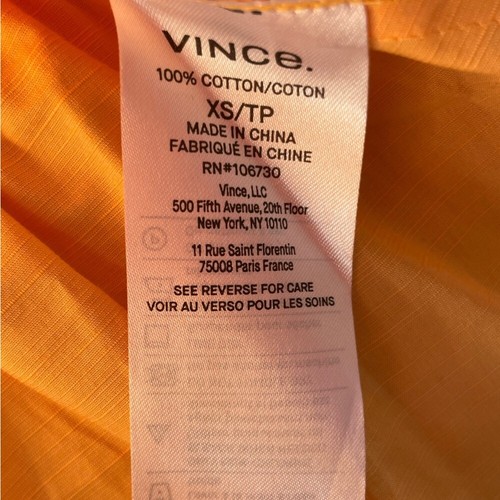 VINCE.
100% COTTON/COTON
XS/TP
MADE IN CHINA
FABRIQUÉ EN CHINE
RN#106730
Vince, LLC
500 Fifth Avenue, 20th Floor
New York, NY 10110
11 Rue Saint Florentin
75008 Paris France
SEE REVERSE FOR CARE
VOIR AU VERSO POUR LES SOINS